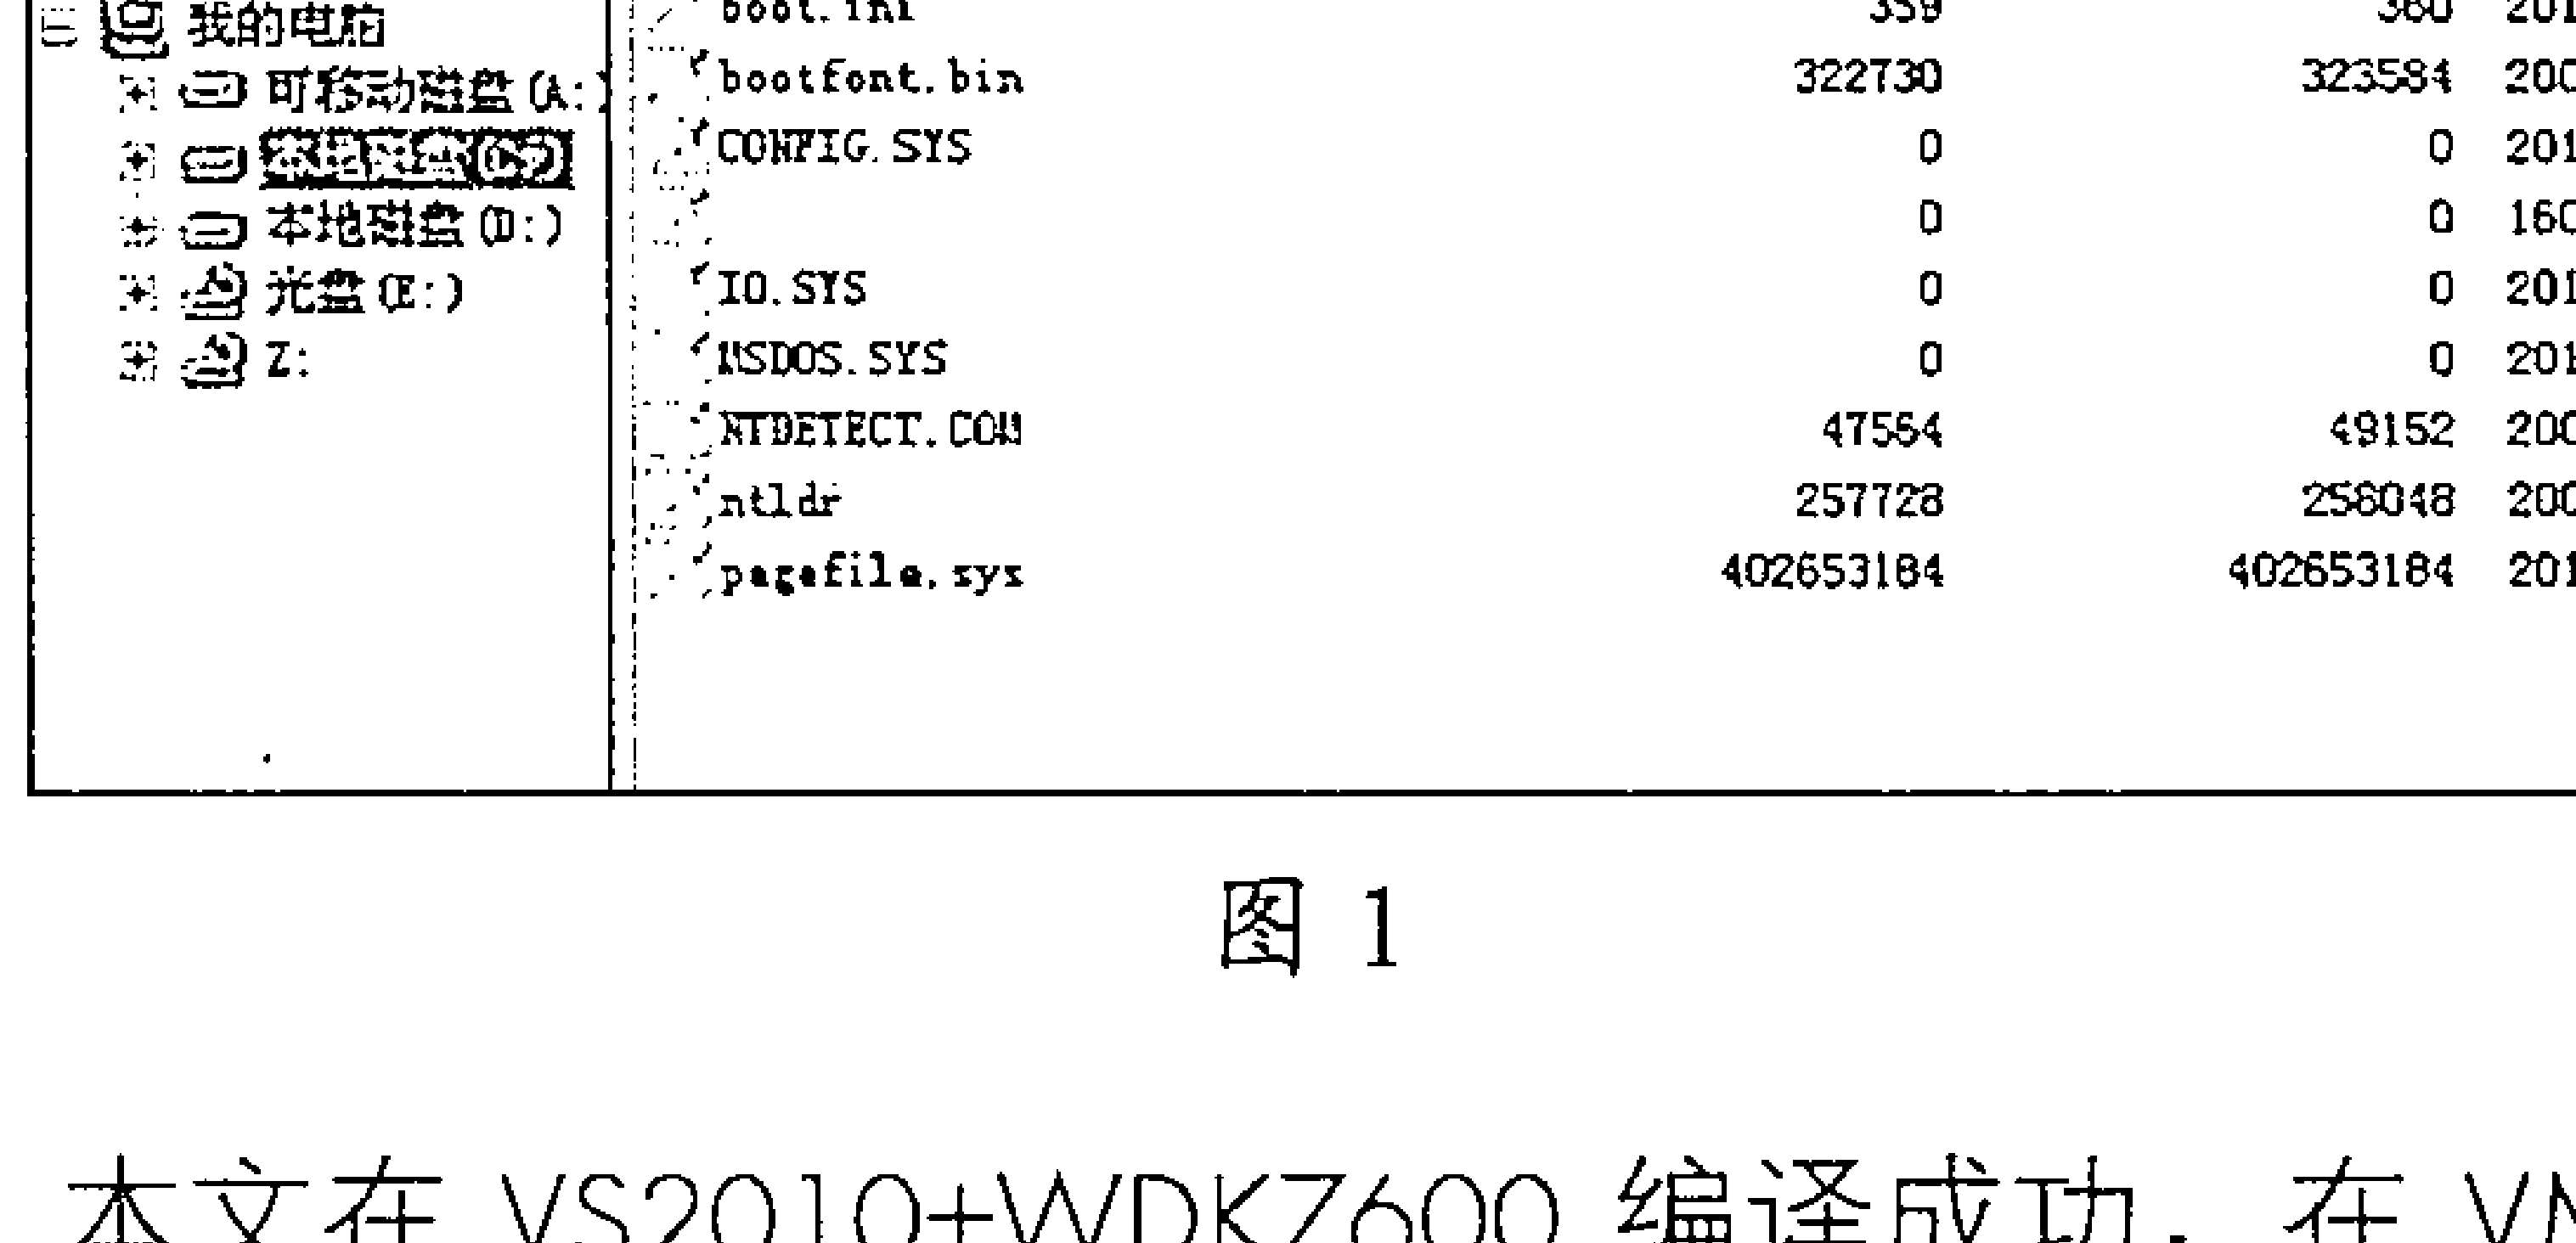 我的电脑
可移动磁盘(A:)
本地磁盘(C:)
本地磁盘(D:)
光盘(E:)
Z:
boot.ini 359 360 201
bootfont.bin 322730 323584 200
CONFIG.SYS 0 0 201
0 0 160
IO.SYS 0 0 201
MSDOS.SYS 0 0 201
NTDETECT.COM 47564 49152 200
ntldr 257728 258048 200
pagefile.sys 402653184 402653184 201
图 1
本文在 VS2010+WDK7600 编译成功，在